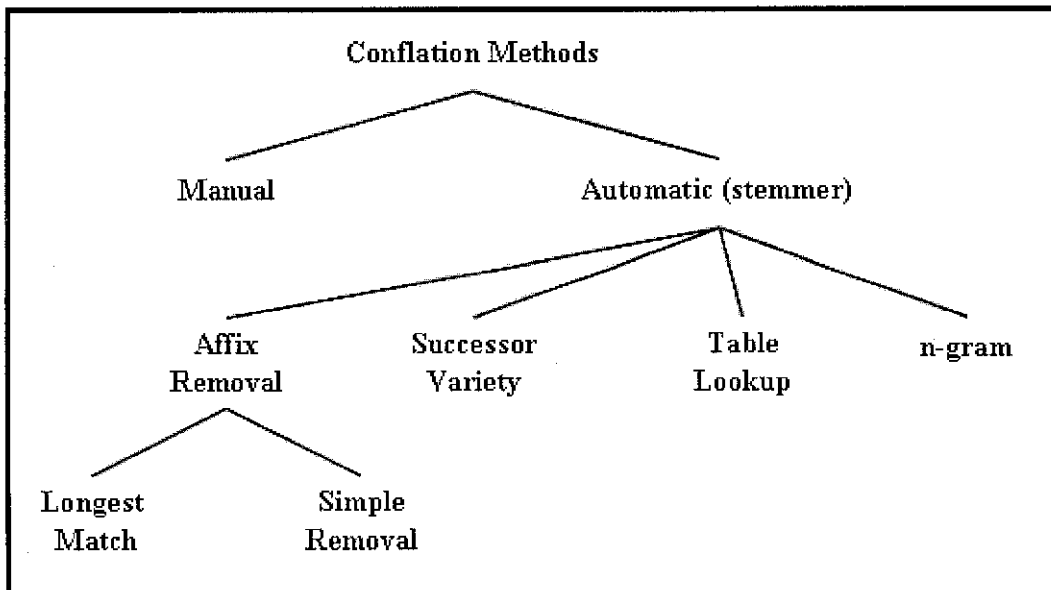 Conflation Methods
Manual
Automatic (stemmer)
Affix
Removal
Successor
Variety
Table
Lookup
n-gram
Longest
Match
Simple
Removal